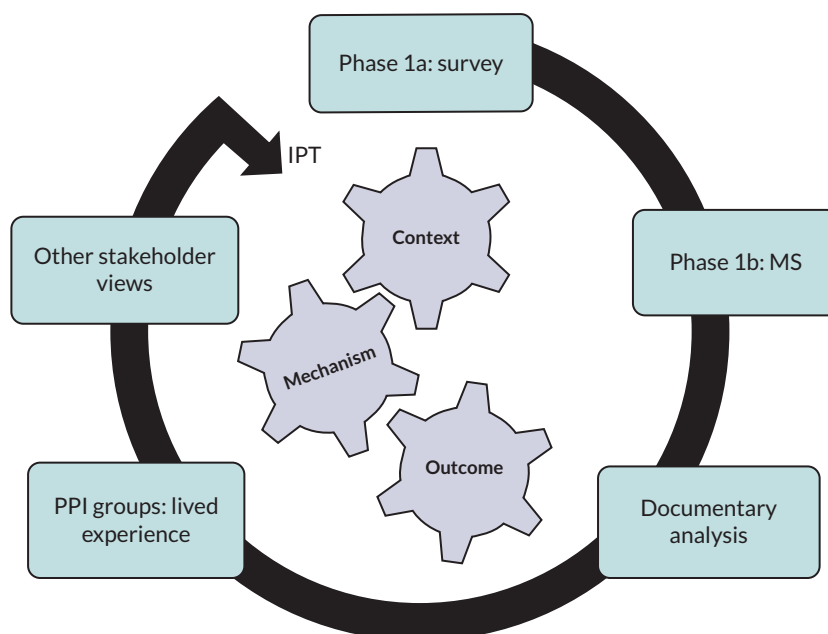 Phase 1a: survey
IPT
Context
Other stakeholder
views
Phase 1b: MS
Mechanism
Outcome
PPI groups: lived
experience
Documentary
analysis